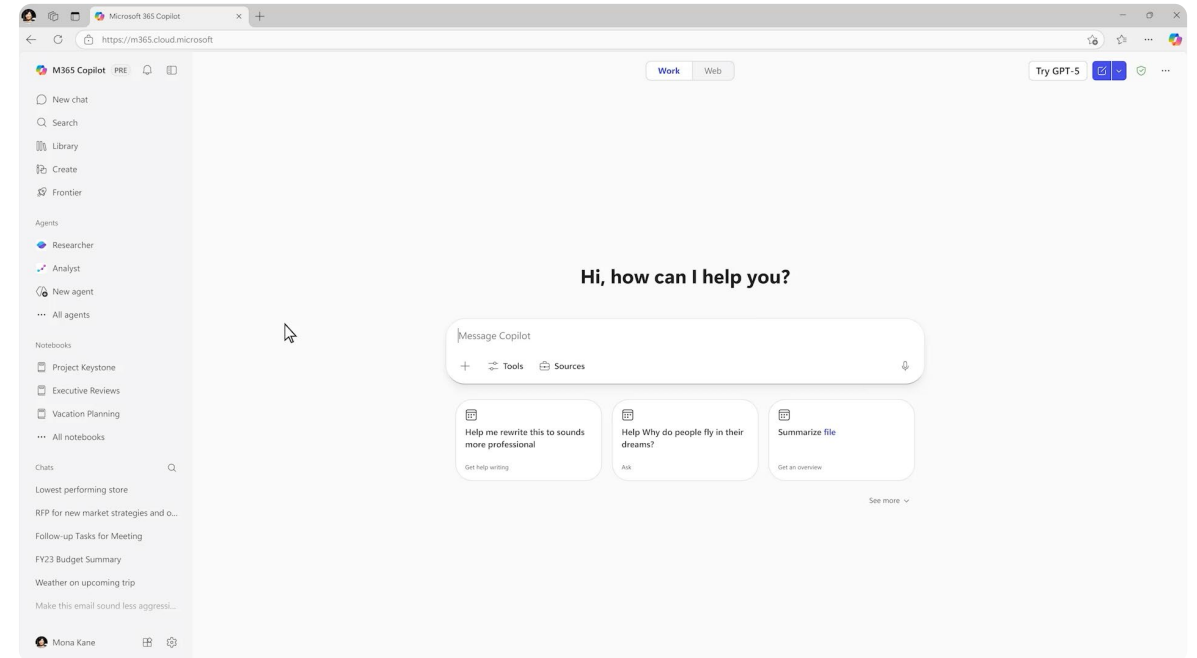 Microsoft 365 Copilot
https://m365.cloud.microsoft
M365 Copilot PRE
Work Web
Try GPT-5
New chat
Search
Library
Create
Frontier
Agents
Researcher
Analyst
New agent
All agents
Notebooks
Project Keystone
Executive Reviews
Vacation Planning
All notebooks
Chats
Lowest performing store
RFP for new market strategies and o...
Follow-up Tasks for Meeting
FY23 Budget Summary
Weather on upcoming trip
Make this email sound less aggressi...
Mona Kane
Hi, how can I help you?
Message Copilot
Tools Sources
Help me rewrite this to sounds
more professional
Get help writing
Help Why do people fly in their
dreams?
Ask
Summarize file
Get an overview
See more